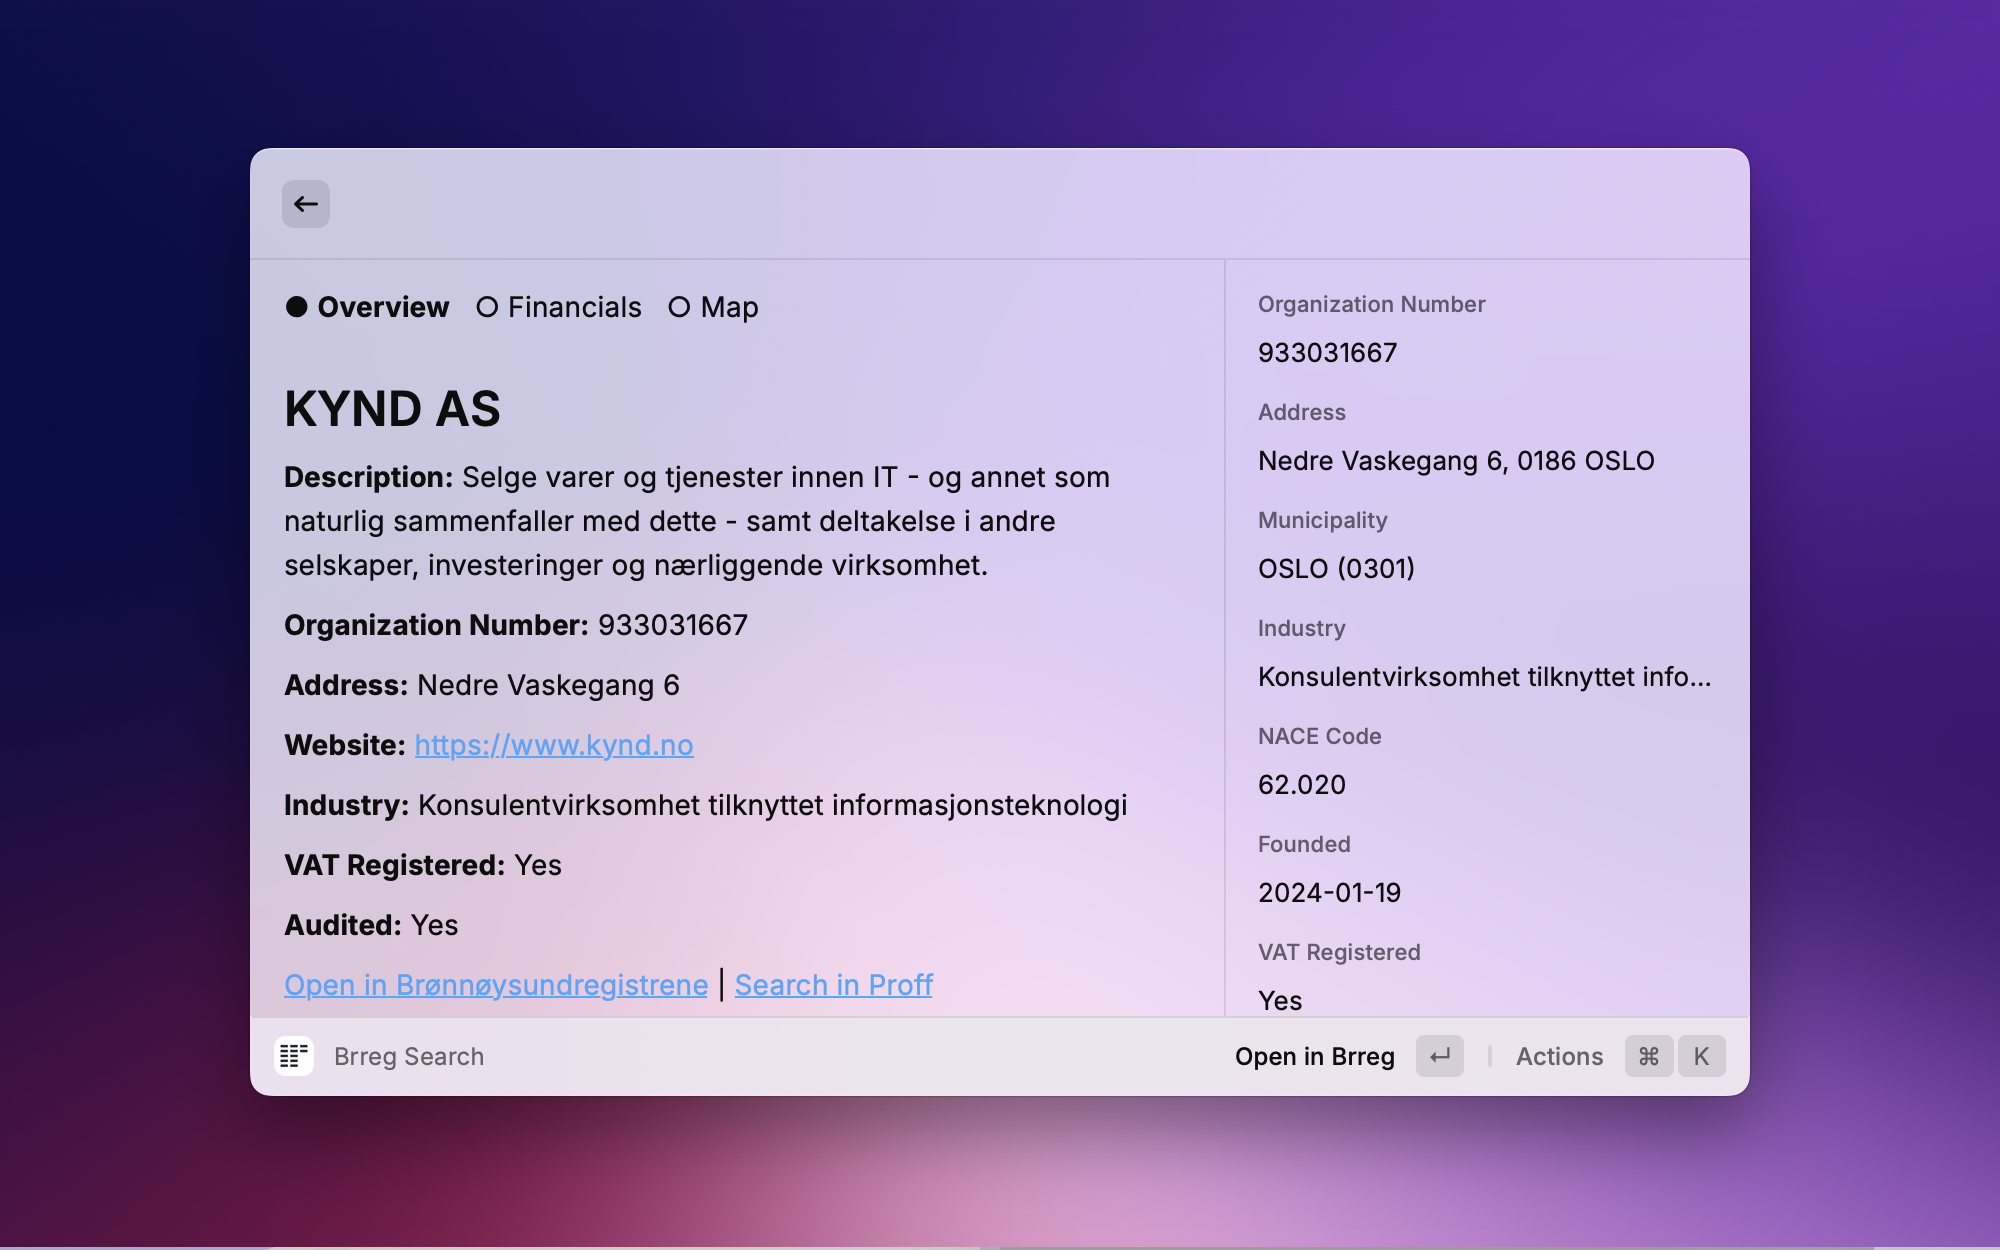 Overview Financials Map
KYND AS
Description: Selge varer og tjenester innen IT - og annet som
naturlig sammenfaller med dette - samt deltakelse i andre
selskaper, investeringer og nærliggende virksomhet.
Organization Number: 933031667
Address: Nedre Vaskegang 6
Website: https://www.kynd.no
Industry: Konsulentvirksomhet tilknyttet informasjonsteknologi
VAT Registered: Yes
Audited: Yes
Open in Brønnøysundregistrene | Search in Proff
Organization Number
933031667
Address
Nedre Vaskegang 6, 0186 OSLO
Municipality
OSLO (0301)
Industry
Konsulentvirksomhet tilknyttet info...
NACE Code
62.020
Founded
2024-01-19
VAT Registered
Yes
Brreg Search
Open in Brreg ↵ Actions ⌘ K